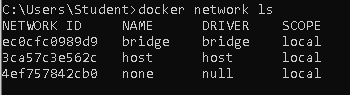 C:\Users\Student>docker network ls
NETWORK ID     NAME      DRIVER    SCOPE
ec0cfc0989d9   bridge    bridge    local
3ca57c3e562c   host      host      local
4ef757842cb0   none      null      local